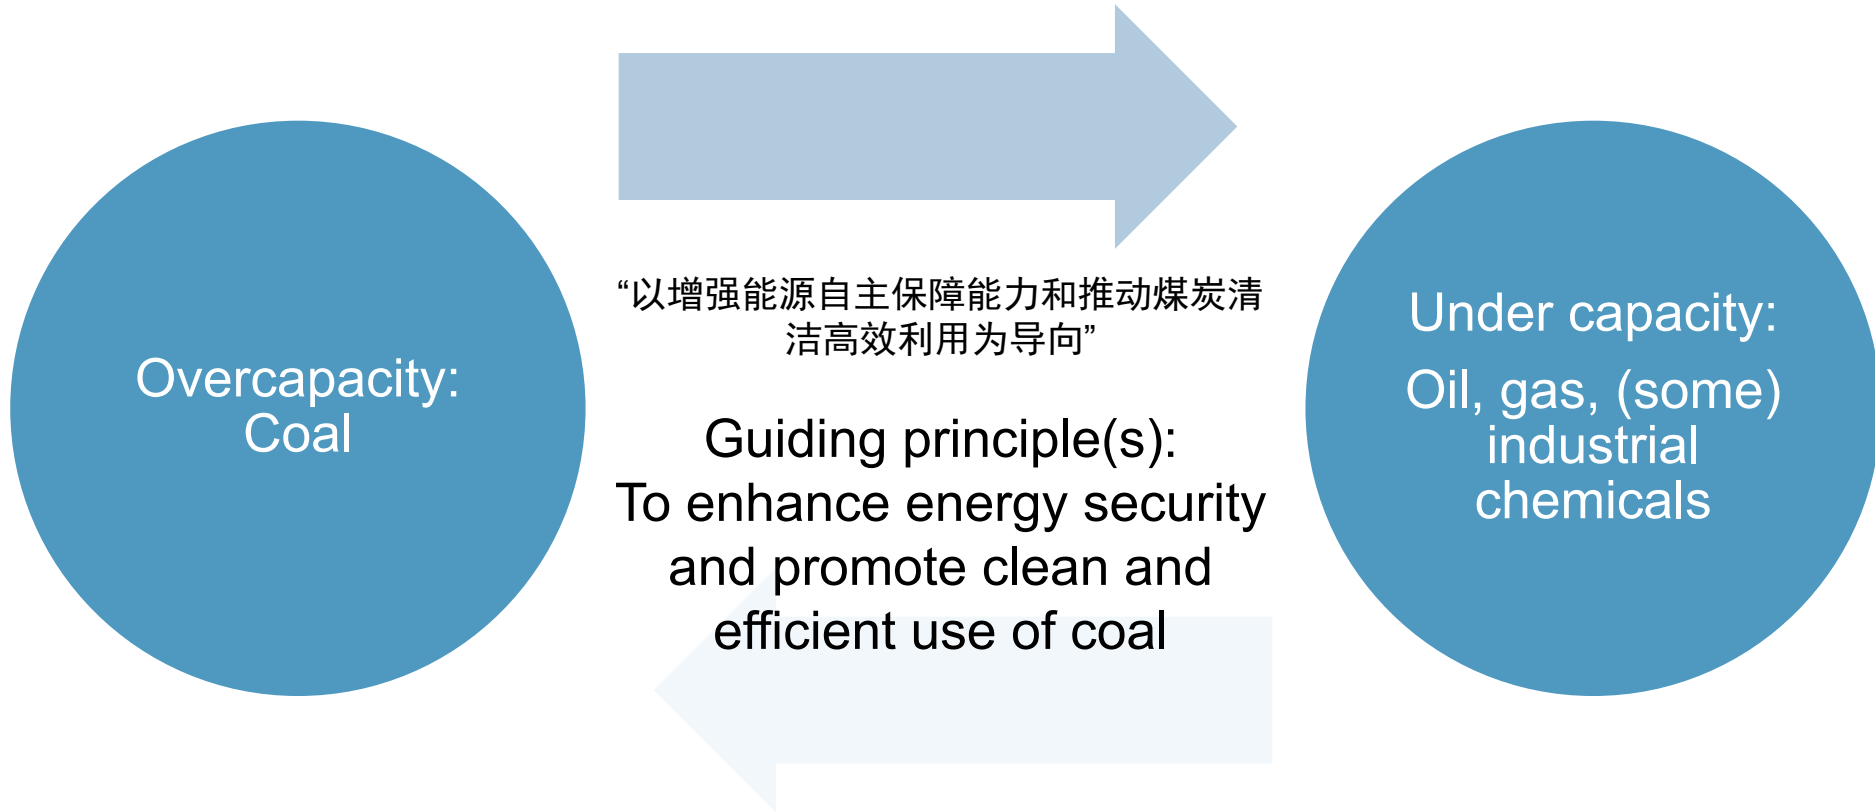 Overcapacity:
Coal
“以增强能源自主保障能力和推动煤炭清
洁高效利用为导向”
Guiding principle(s):
To enhance energy security
and promote clean and
efficient use of coal
Under capacity:
Oil, gas, (some)
industrial
chemicals